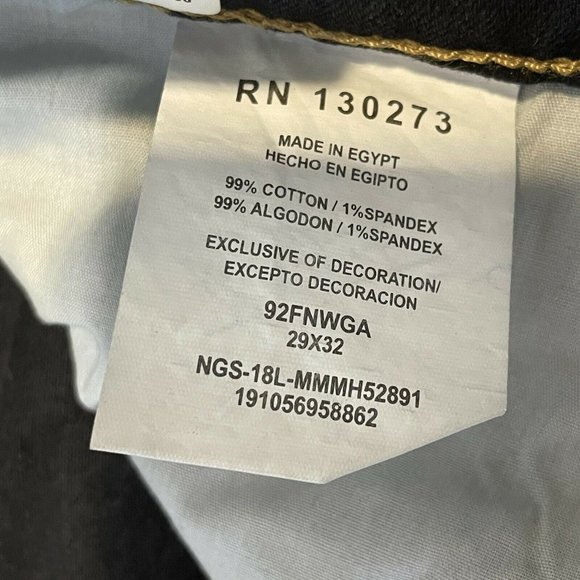 RN 130273
MADE IN EGYPT
HECHO EN EGIPTO
99% COTTON / 1%SPANDEX
99% ALGODON / 1%SPANDEX
EXCLUSIVE OF DECORATION/
EXCEPTO DECORACION
92FNWGA
29X32
NGS-18L-MMMH52891
191056958862